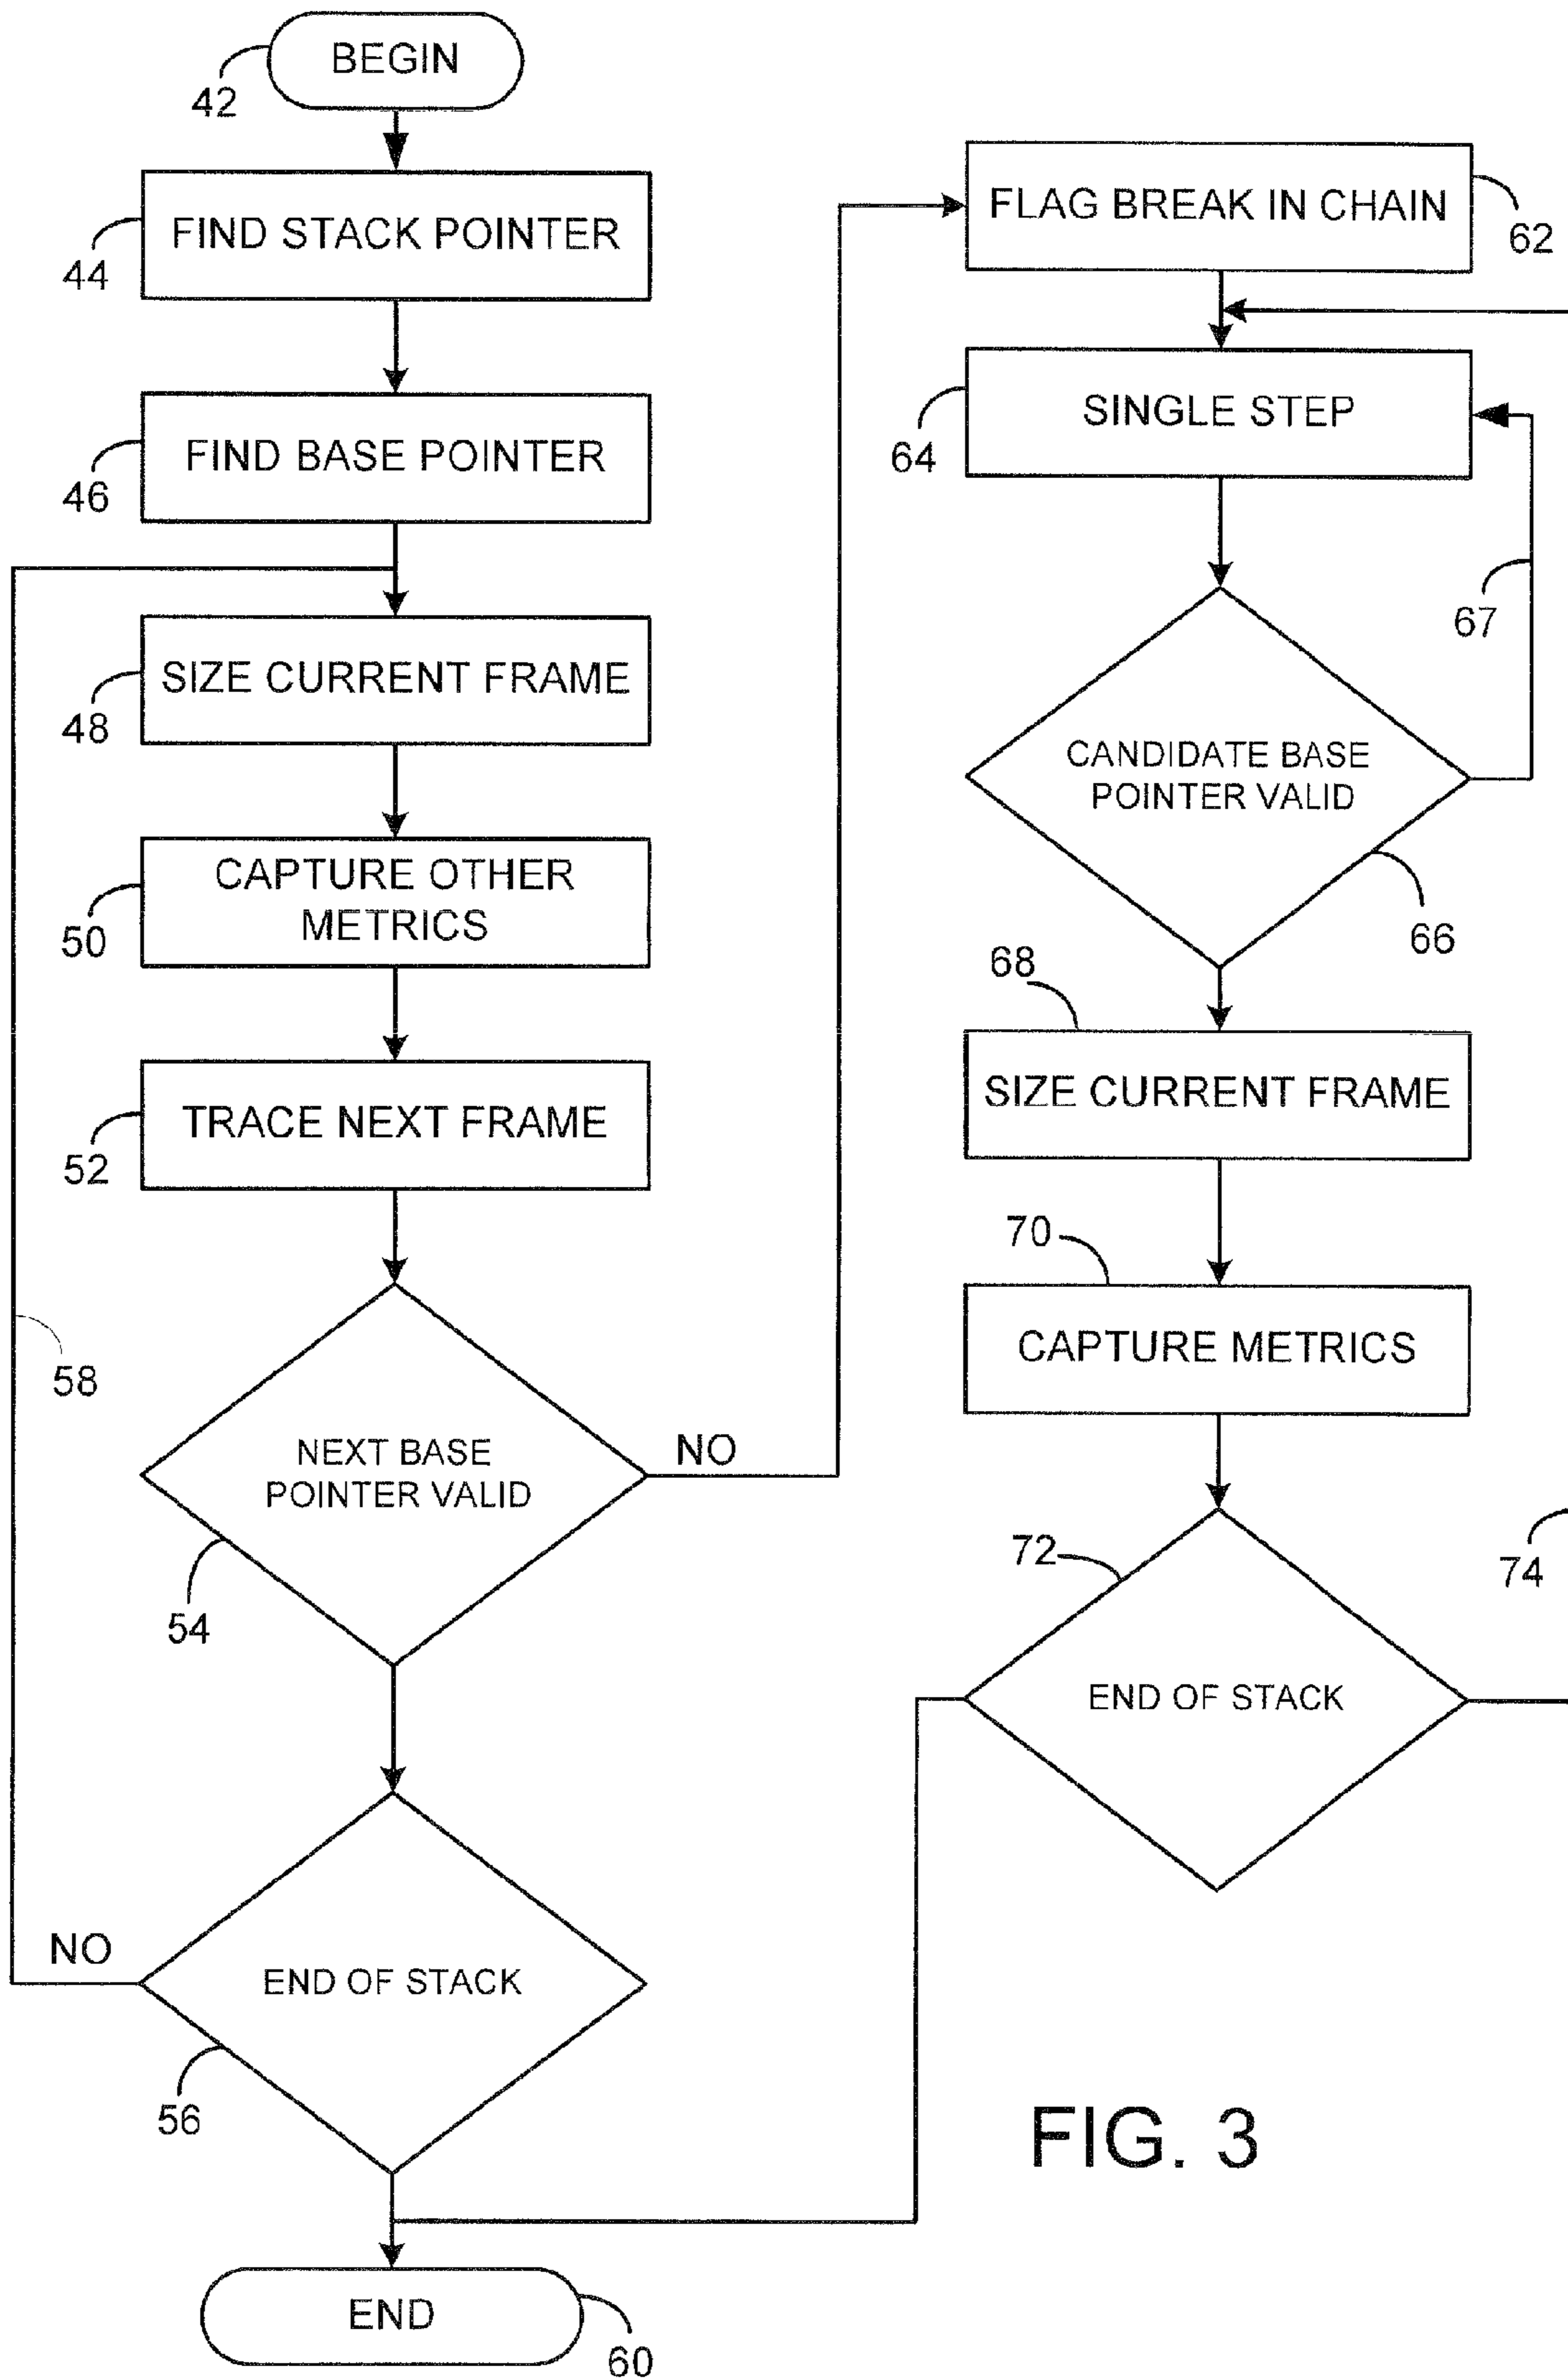 BEGIN
42
FIND STACK POINTER
44
FIND BASE POINTER
46
SIZE CURRENT FRAME
48
CAPTURE OTHER
METRICS
50
TRACE NEXT FRAME
52
NEXT BASE
POINTER VALID
NO
54
58
END OF STACK
NO
56
END
60
FLAG BREAK IN CHAIN
62
SINGLE STEP
64
67
CANDIDATE BASE
POINTER VALID
66
68
SIZE CURRENT FRAME
70
CAPTURE METRICS
72
END OF STACK
74
FIG. 3